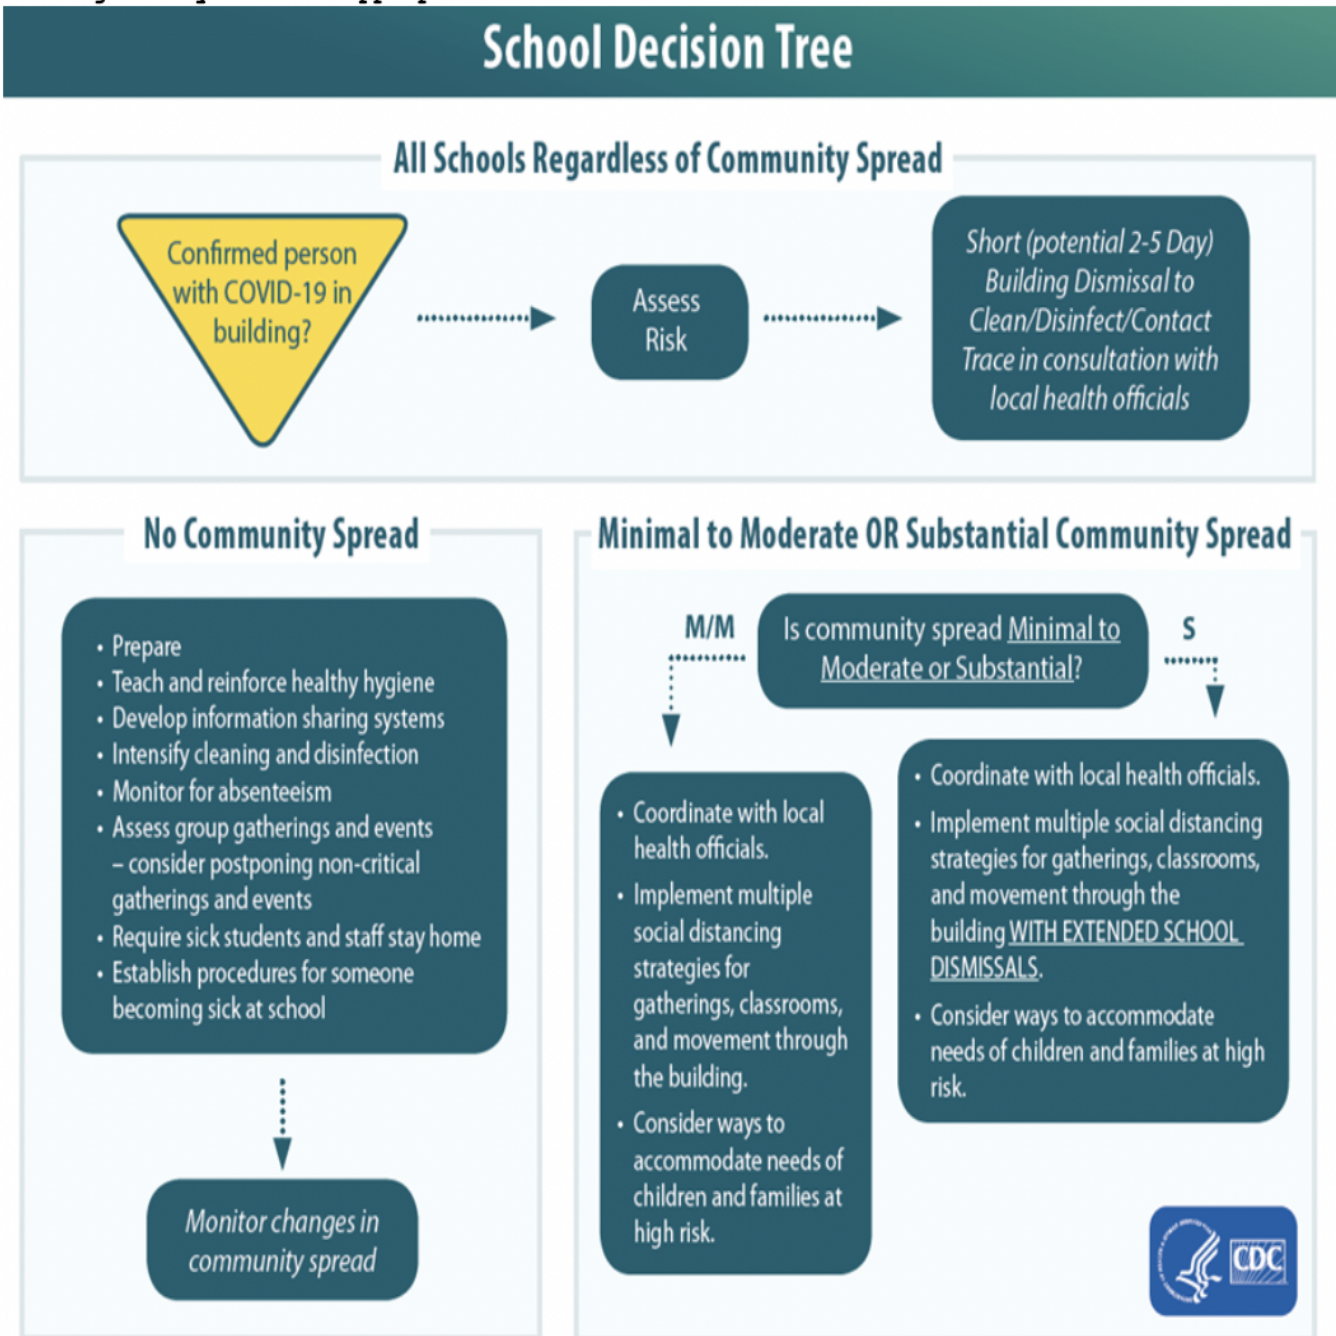 School Decision Tree
All Schools Regardless of Community Spread
Confirmed person
with COVID-19 in
building?
Assess
Risk
Short (potential 2-5 Day)
Building Dismissal to
Clean/Disinfect/Contact
Trace in consultation with
local health officials
No Community Spread
• Prepare
• Teach and reinforce healthy hygiene
• Develop information sharing systems
• Intensify cleaning and disinfection
• Monitor for absenteeism
• Assess group gatherings and events
– consider postponing non-critical
gatherings and events
• Require sick students and staff stay home
• Establish procedures for someone
becoming sick at school
Monitor changes in
community spread
Minimal to Moderate OR Substantial Community Spread
M/M
Is community spread Minimal to
Moderate or Substantial?
S
• Coordinate with local
health officials.
• Implement multiple
social distancing
strategies for
gatherings, classrooms,
and movement through
the building.
• Consider ways to
accommodate needs of
children and families at
high risk.
• Coordinate with local health officials.
• Implement multiple social distancing
strategies for gatherings, classrooms,
and movement through the
building WITH EXTENDED SCHOOL
DISMISSALS.
• Consider ways to accommodate
needs of children and families at high
risk.
CDC